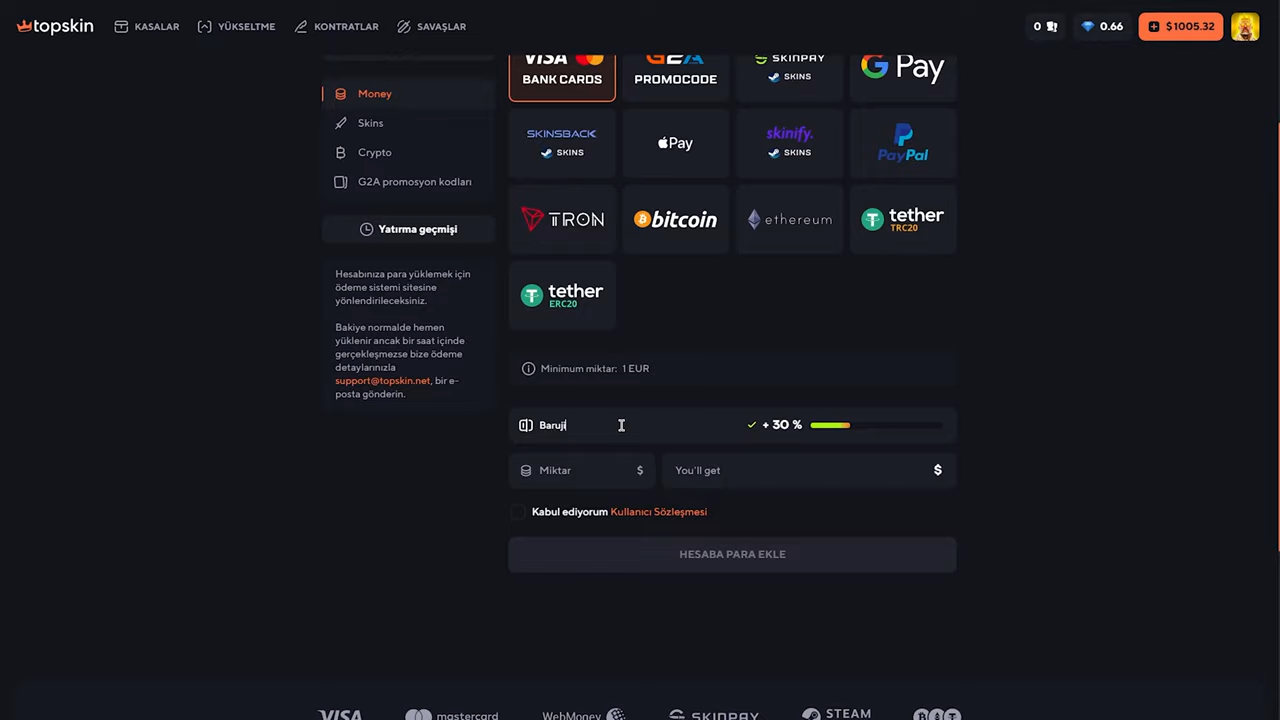 topskin KASALAR YÜKSELTME KONTRATLAR SAVAŞLAR 0 0.66 $1005.32
VISA
BANK CARDS
G2A
PROMOCODE
SKINPAY
SKINS
G Pay
Money
Skins
Crypto
G2A promosyon kodları
Yatırma geçmişi
Hesabınıza para yüklemek için
ödeme sistemi sitesine
yönlendirileceksiniz.
Bakiye normalde hemen
yüklenir ancak bir saat içinde
gerçekleşmezse bize ödeme
detaylarınızla
support@topskin.net, bir e-
posta gönderin.
SKINSBACK
SKINS
Pay
skinify.
SKINS
PayPal
TRON
bitcoin
ethereum
tether
TRC20
tether
ERC20
Minimum miktar: 1 EUR
Baruji + 30 %
Miktar $ You'll get $
Kabul ediyorum Kullanıcı Sözleşmesi
HESABA PARA EKLE
VISA mastercard WebMoney SKINPAY STEAM